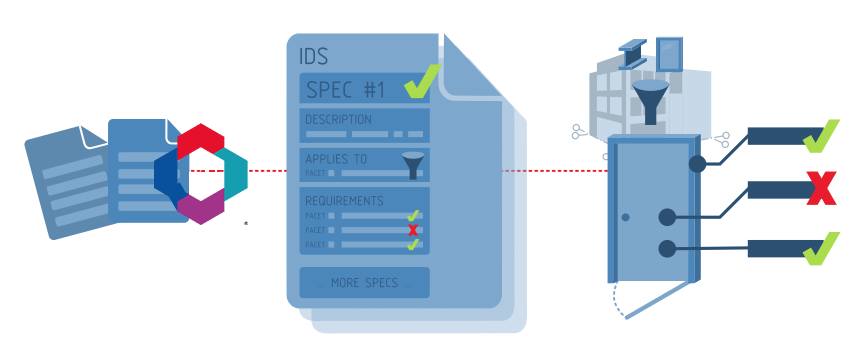 IDS
SPEC #1
DESCRIPTION
APPLIES TO
FACET
REQUIREMENTS
FACET
FACET
FACET
... MORE SPECS ...